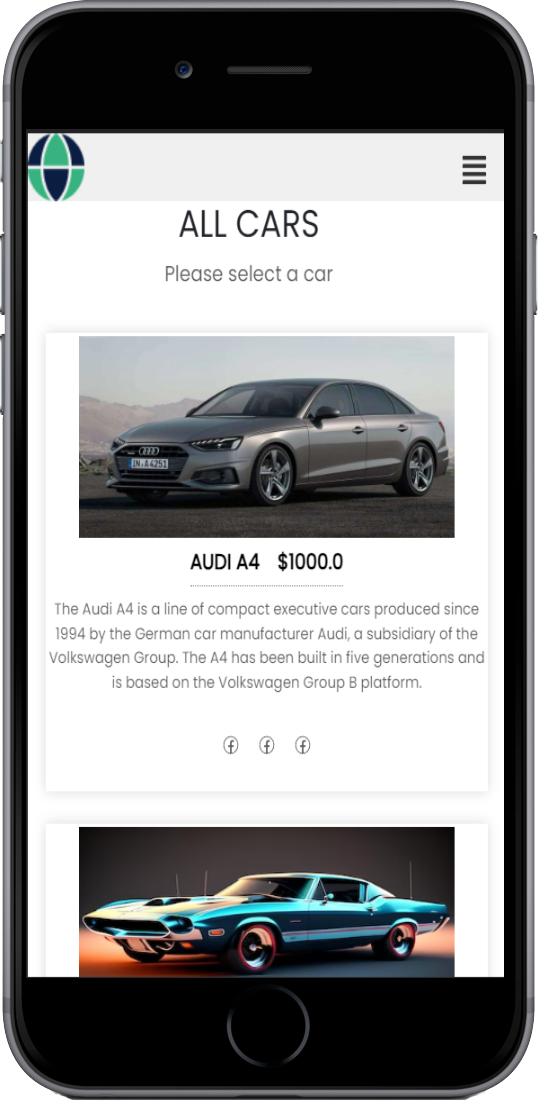 ALL CARS
Please select a car
IN·A4251
AUDI A4 $1000.0
The Audi A4 is a line of compact executive cars produced since
1994 by the German car manufacturer Audi, a subsidiary of the
Volkswagen Group. The A4 has been built in five generations and
is based on the Volkswagen Group B platform.